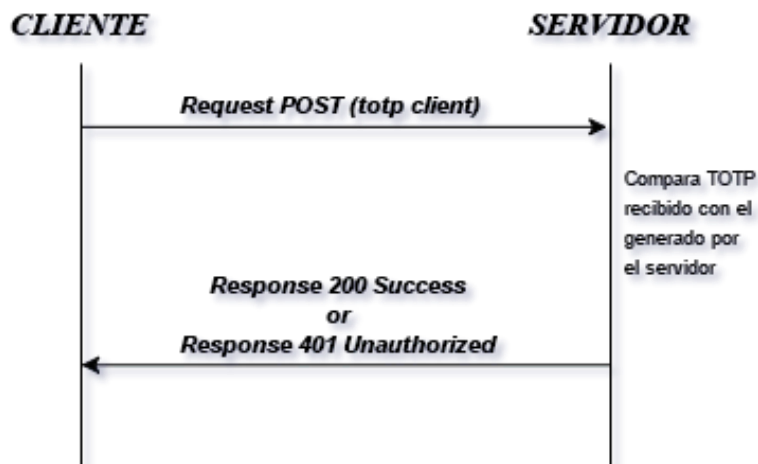 CLIENTE
SERVIDOR
Request POST (totp client)
Compara TOTP
recibido con el
generado por
el servidor
Response 200 Success
or
Response 401 Unauthorized